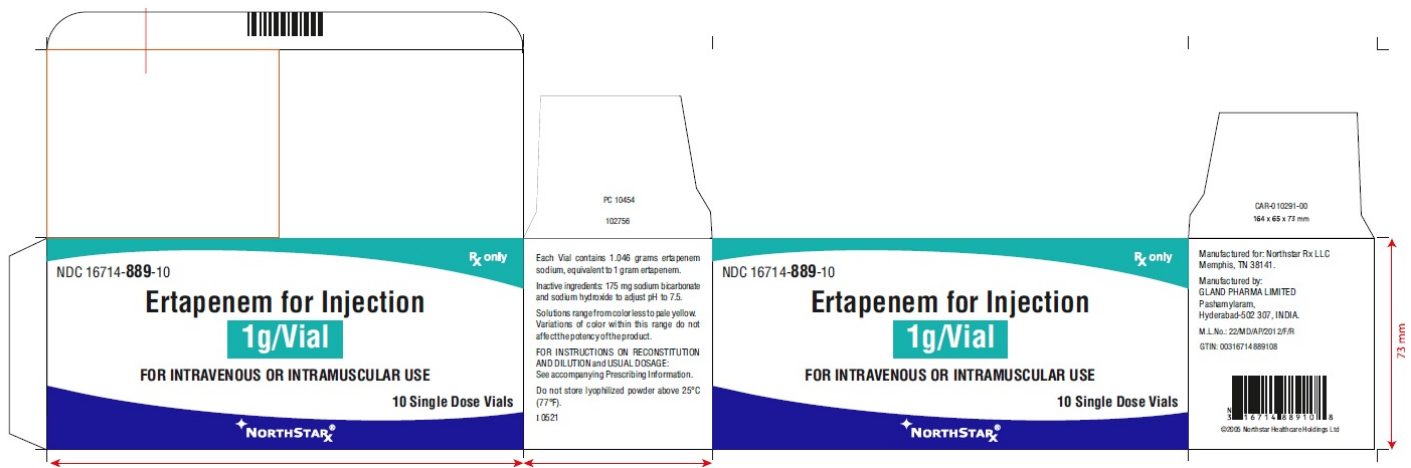 PC 10454
102756
CAR-010291-00
164 x 65 x 73 mm
Rx only
NDC 16714-889-10
Ertapenem for Injection
1g/Vial
FOR INTRAVENOUS OR INTRAMUSCULAR USE
10 Single Dose Vials
NORTHSTARx®
Each Vial contains 1.046 grams ertapenem
sodium, equivalent to 1 gram ertapenem.
Inactive ingredients: 175 mg sodium bicarbonate
and sodium hydroxide to adjust pH to 7.5.
Solutions range from colorless to pale yellow.
Variations of color within this range do not
affect the potency of the product.
FOR INSTRUCTIONS ON RECONSTITUTION
AND DILUTION and USUAL DOSAGE:
See accompanying Prescribing Information.
Do not store lyophilized powder above 25°C
(77°F).
I 0521
Rx only
NDC 16714-889-10
Ertapenem for Injection
1g/Vial
FOR INTRAVENOUS OR INTRAMUSCULAR USE
10 Single Dose Vials
NORTHSTARx®
Manufactured for: Northstar Rx LLC
Memphis, TN 38141.
Manufactured by:
GLAND PHARMA LIMITED
Pashamylaram,
Hyderabad-502 307, INDIA.
M.L.No.: 22/MD/AP/2012/F/R
GTIN: 00316714889108
N
3 16714 88910 8
©2005 Northstar Healthcare Holdings Ltd
73 mm